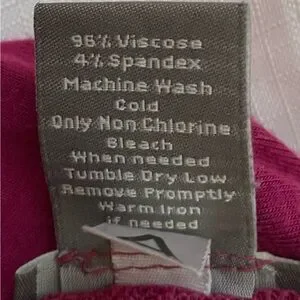 96% Viscose
4% Spandex
Machine Wash
Cold
Only Non Chlorine
Bleach
When needed
Tumble Dry Low
Remove Promptly
Warm Iron
if needed